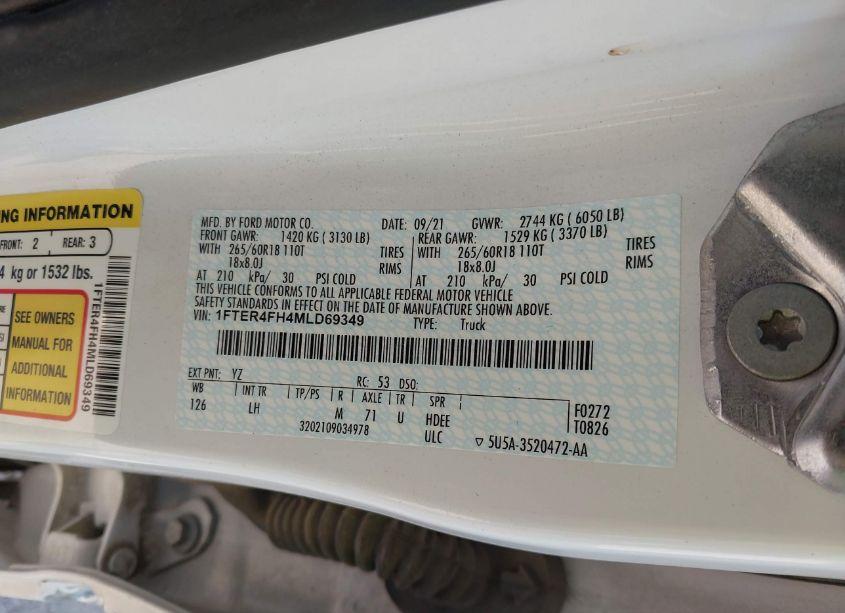 NG INFORMATION
FRONT: 2 REAR: 3
4 kg or 1532 lbs.
SEE OWNERS
MANUAL FOR
ADDITIONAL
INFORMATION
1FTER4FH4MLD69349
MFD. BY FORD MOTOR CO. DATE: 09/21 GVWR: 2744 KG ( 6050 LB)
FRONT GAWR: 1420 KG ( 3130 LB) REAR GAWR: 1529 KG ( 3370 LB)
WITH 265/60R18 110T TIRES WITH 265/60R18 110T TIRES
18x8.0J RIMS 18x8.0J RIMS
AT 210 kPa/ 30 PSI COLD AT 210 kPa/ 30 PSI COLD
THIS VEHICLE CONFORMS TO ALL APPLICABLE FEDERAL MOTOR VEHICLE
SAFETY STANDARDS IN EFFECT ON THE DATE OF MANUFACTURE SHOWN ABOVE.
VIN: 1FTER4FH4MLD69349 TYPE: Truck
EXT PNT: YZ RC: 53 DSO:
WB INT TR TP/PS R AXLE TR SPR F0272
126 LH M 71 U HDEE T0826
3202109034978 ULC ▽ 5U5A-3520472-AA